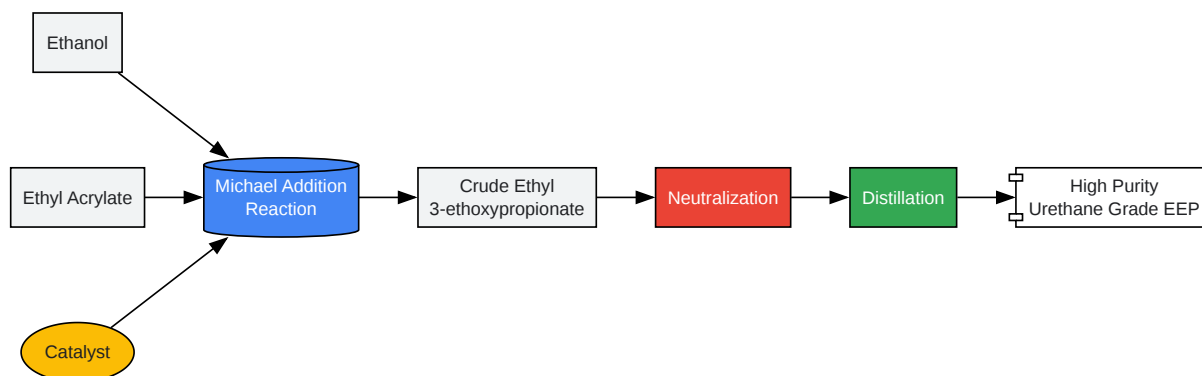 Ethanol
Ethyl Acrylate
Catalyst
Michael Addition
Reaction
Crude Ethyl
3-ethoxypropionate
Neutralization
Distillation
High Purity
Urethane Grade EEP